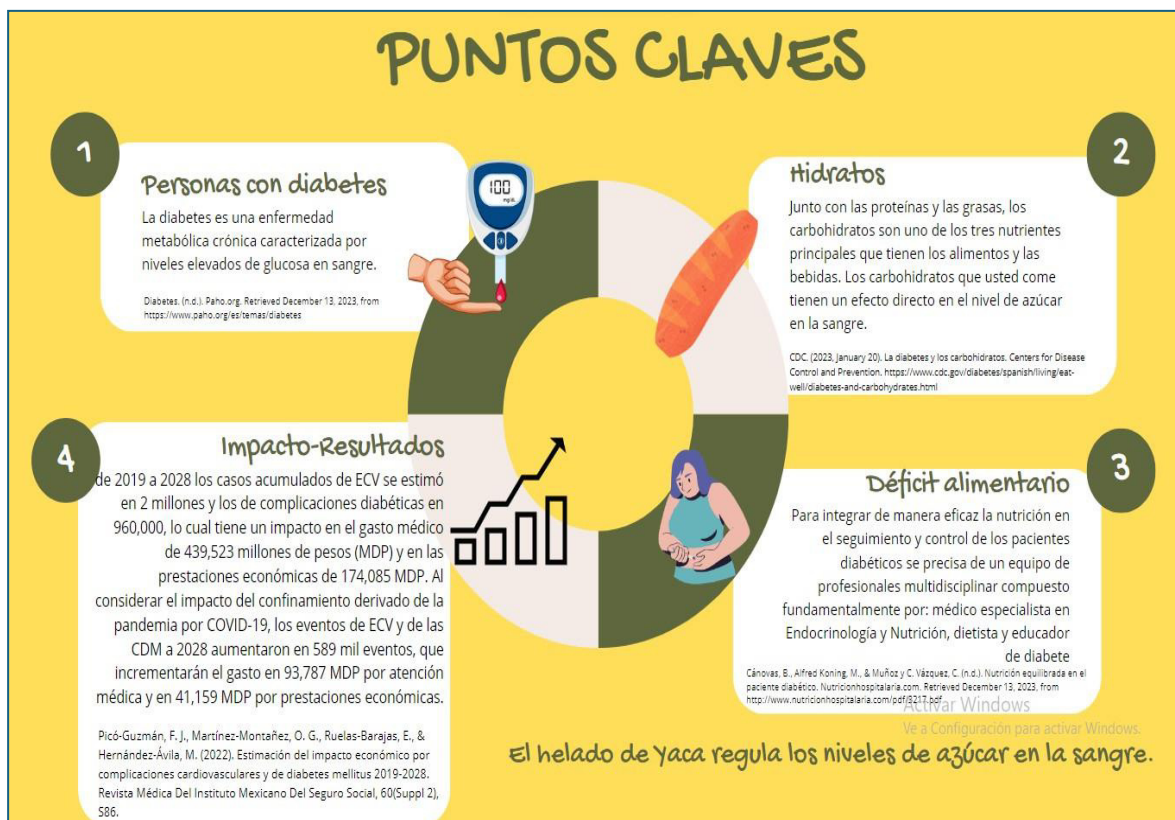 PUNTOS CLAVES
1
Personas con diabetes
La diabetes es una enfermedad
metabólica crónica caracterizada por
niveles elevados de glucosa en sangre.
Diabetes. (n.d.). Paho.org. Retrieved December 13, 2023, from
https://www.paho.org/es/temas/diabetes
100
mg/dL
2
Hidratos
Junto con las proteínas y las grasas, los
carbohidratos son uno de los tres nutrientes
principales que tienen los alimentos y las
bebidas. Los carbohidratos que usted come
tienen un efecto directo en el nivel de azúcar
en la sangre.
CDC. (2023, January 20). La diabetes y los carbohidratos. Centers for Disease
Control and Prevention. https://www.cdc.gov/diabetes/spanish/living/eat-
well/diabetes-and-carbohydrates.html
3
Déficit alimentario
Para integrar de manera eficaz la nutrición en
el seguimiento y control de los pacientes
diabéticos se precisa de un equipo de
profesionales multidisciplinar compuesto
fundamentalmente por: médico especialista en
Endocrinología y Nutrición, dietista y educador
de diabete
Cánovas, B., Alfred Koning, M., & Muñoz y C. Vázquez, C. (n.d.). Nutrición equilibrada en el
paciente diabético. Nutricionhospitalaria.com. Retrieved December 13, 2023, from
http://www.nutricionhospitalaria.com/pdf/3217.pdf
4
Impacto-Resultados
de 2019 a 2028 los casos acumulados de ECV se estimó
en 2 millones y los de complicaciones diabéticas en
960,000, lo cual tiene un impacto en el gasto médico
de 439,523 millones de pesos (MDP) y en las
prestaciones económicas de 174,085 MDP. Al
considerar el impacto del confinamiento derivado de la
pandemia por COVID-19, los eventos de ECV y de las
CDM a 2028 aumentaron en 589 mil eventos, que
incrementarán el gasto en 93,787 MDP por atención
médica y en 41,159 MDP por prestaciones económicas.
Picó-Guzmán, F. J., Martínez-Montañez, O. G., Ruelas-Barajas, E., &
Hernández-Ávila, M. (2022). Estimación del impacto económico por
complicaciones cardiovasculares y de diabetes mellitus 2019-2028.
Revista Médica Del Instituto Mexicano Del Seguro Social, 60(Suppl 2),
S86.
Activar Windows
Ve a Configuración para activar Windows.
El helado de Yaca regula los niveles de azúcar en la sangre.